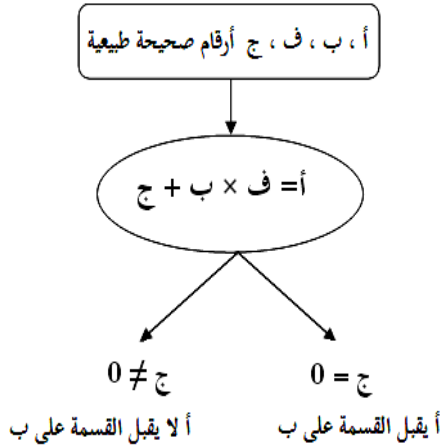 أ ، ب ، ف ، ج أرقام صحيحة طبيعية
أ= ف × ب + ج
ج = 0
أ يقبل القسمة على ب
ج ≠ 0
أ لا يقبل القسمة على ب